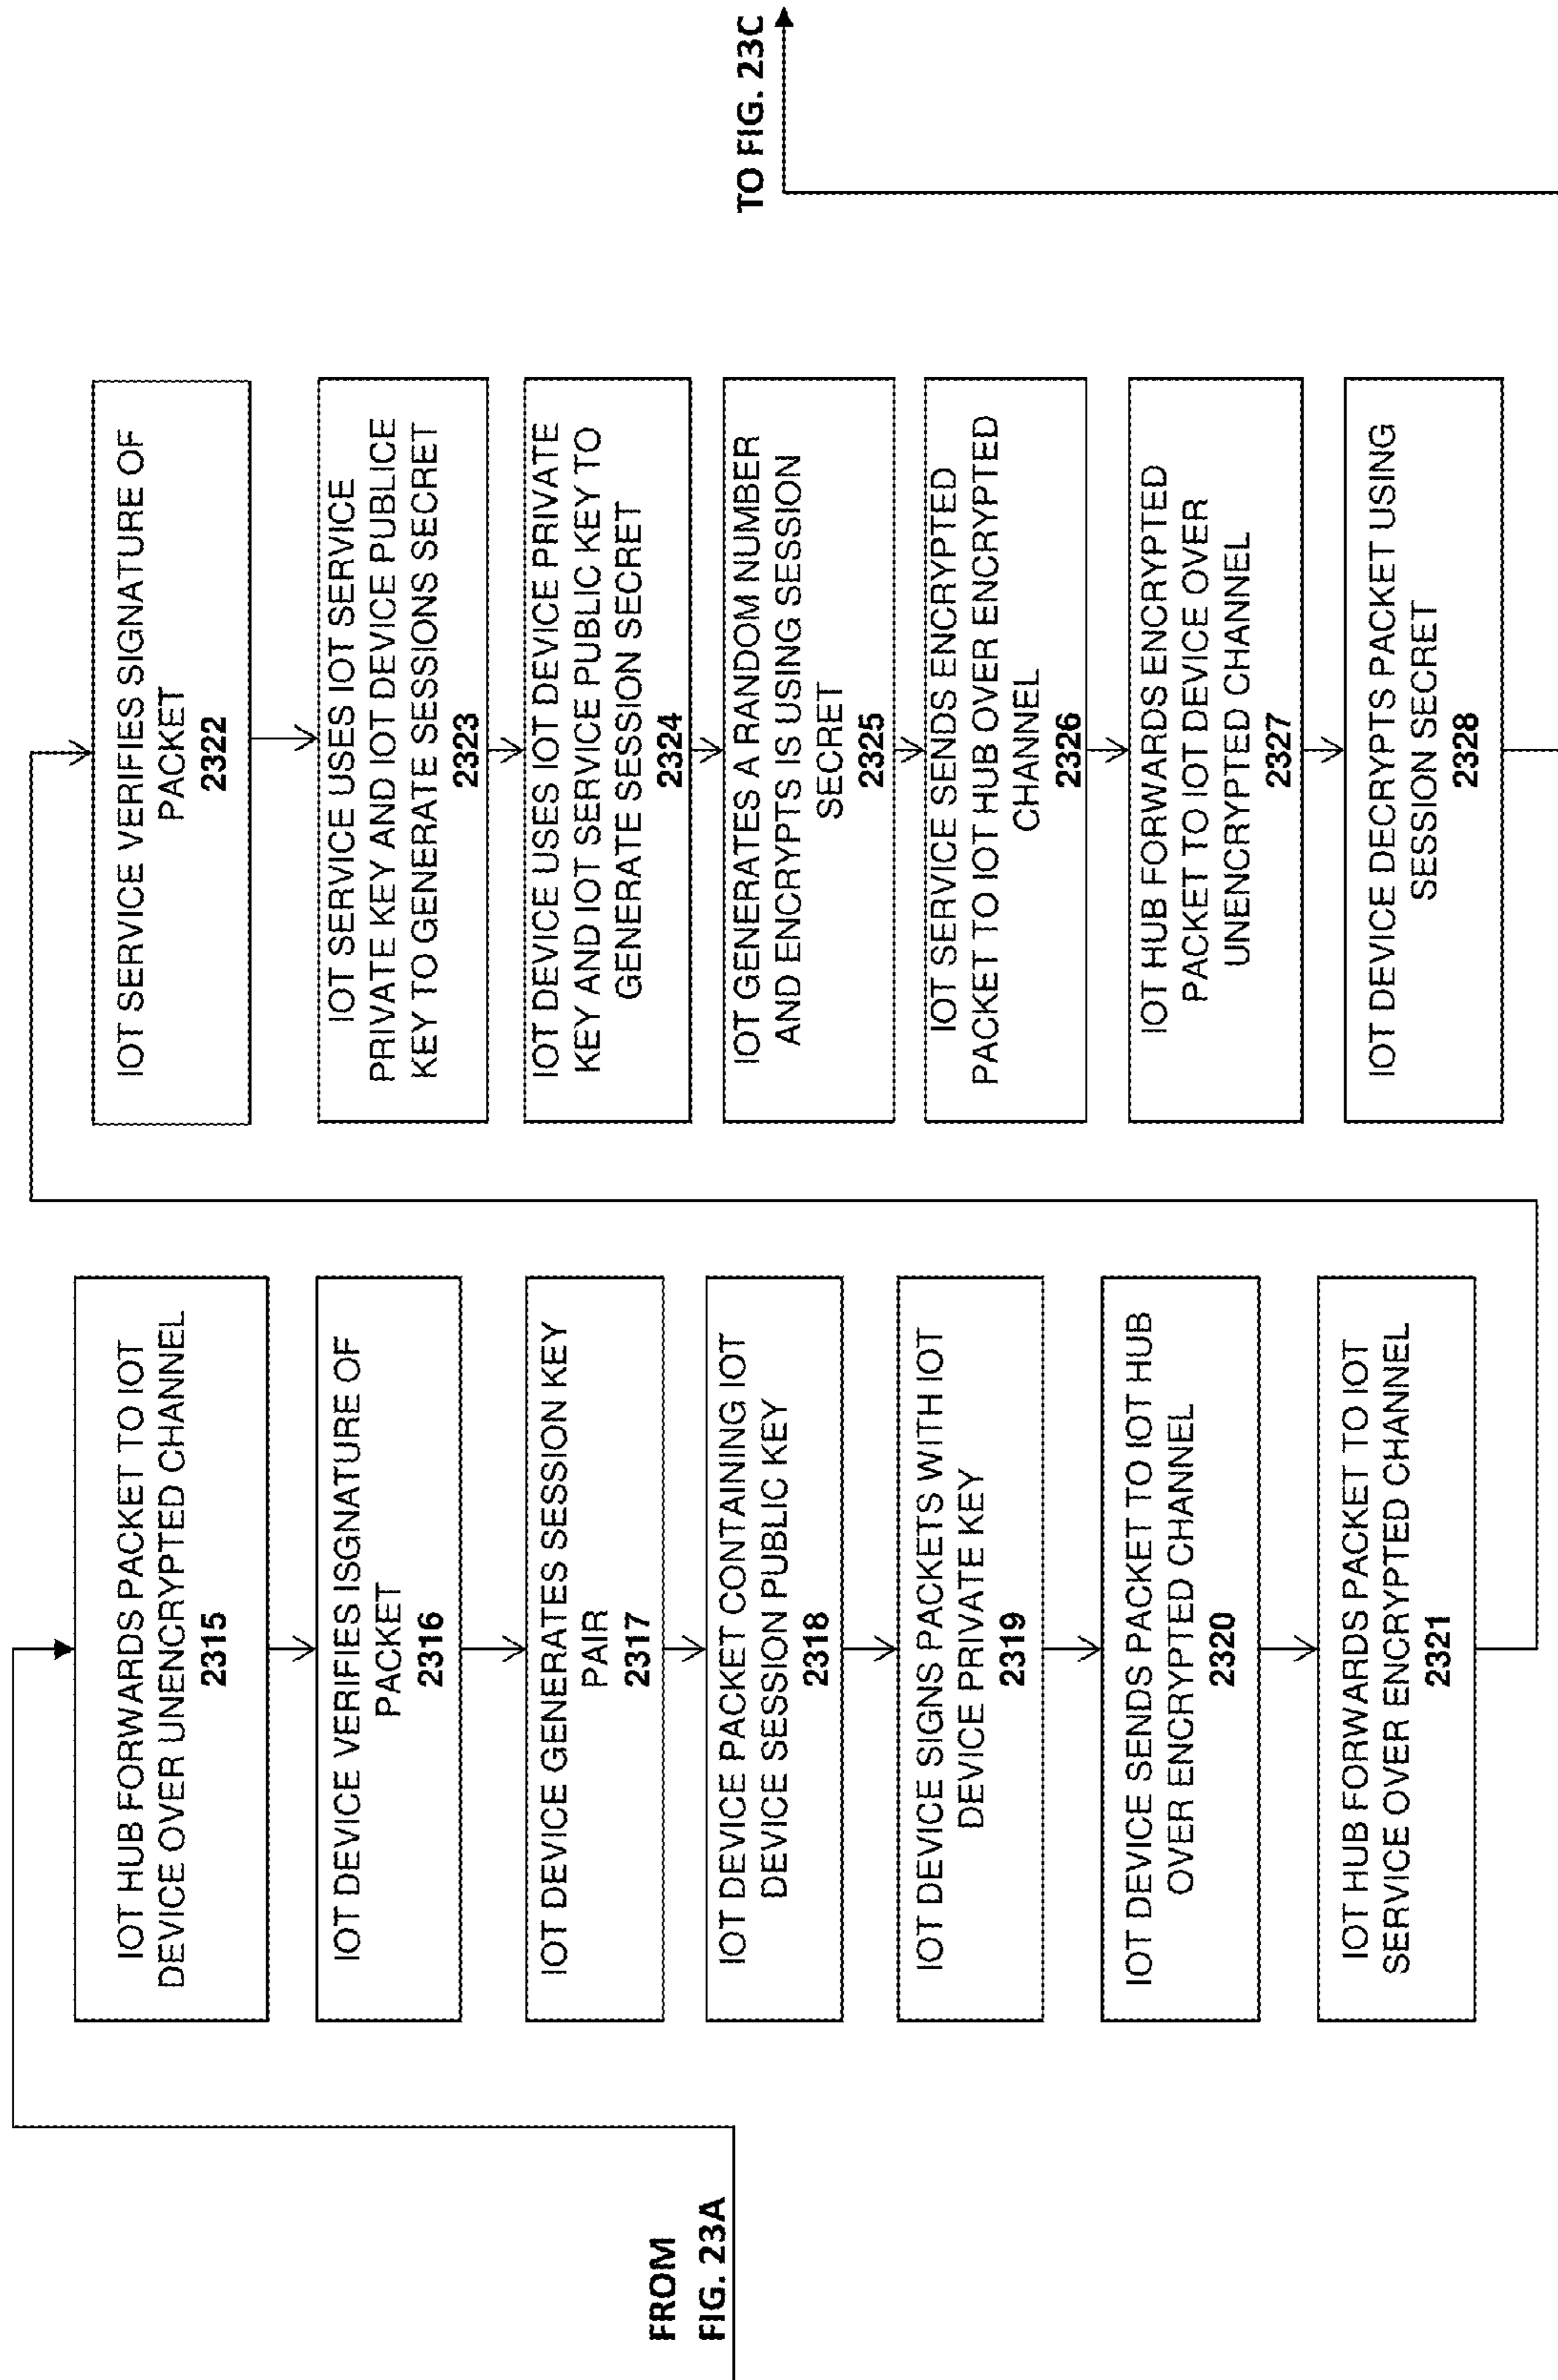 FROM
FIG. 23A
IOT HUB FORWARDS PACKET TO IOT
DEVICE OVER UNENCRYPTED CHANNEL
2315
IOT DEVICE VERIFIES ISGNATURE OF
PACKET
2316
IOT DEVICE GENERATES SESSION KEY
PAIR
2317
IOT DEVICE PACKET CONTAINING IOT
DEVICE SESSION PUBLIC KEY
2318
IOT DEVICE SIGNS PACKETS WITH IOT
DEVICE PRIVATE KEY
2319
IOT DEVICE SENDS PACKET TO IOT HUB
OVER ENCRYPTED CHANNEL
2320
IOT HUB FORWARDS PACKET TO IOT
SERVICE OVER ENCRYPTED CHANNEL
2321
IOT SERVICE VERIFIES SIGNATURE OF
PACKET
2322
IOT SERVICE USES IOT SERVICE
PRIVATE KEY AND IOT DEVICE PUBLICE
KEY TO GENERATE SESSIONS SECRET
2323
IOT DEVICE USES IOT DEVICE PRIVATE
KEY AND IOT SERVICE PUBLIC KEY TO
GENERATE SESSION SECRET
2324
IOT GENERATES A RANDOM NUMBER
AND ENCRYPTS IS USING SESSION
SECRET
2325
IOT SERVICE SENDS ENCRYPTED
PACKET TO IOT HUB OVER ENCRYPTED
CHANNEL
2326
IOT HUB FORWARDS ENCRYPTED
PACKET TO IOT DEVICE OVER
UNENCRYPTED CHANNEL
2327
IOT DEVICE DECRYPTS PACKET USING
SESSION SECRET
2328
TO FIG. 23C